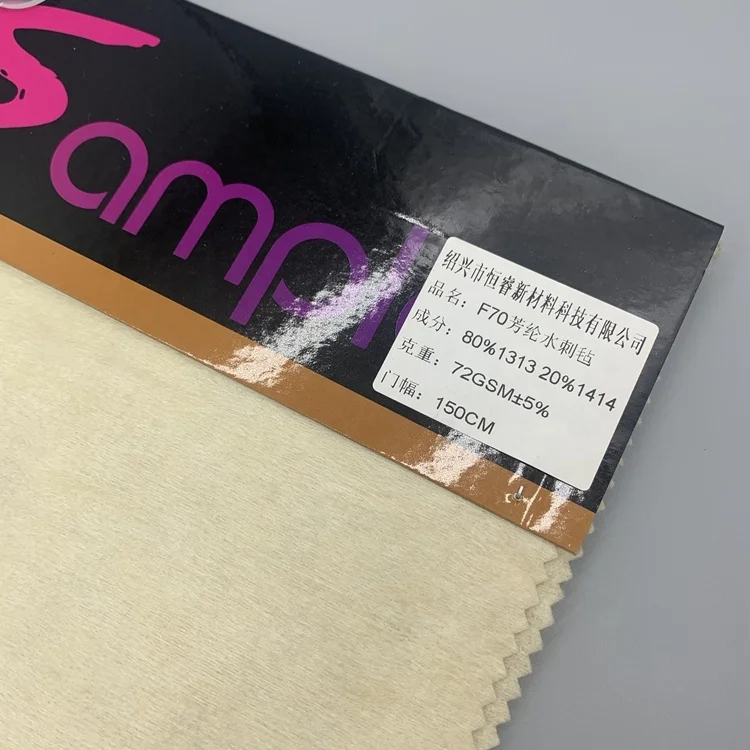 Sample
绍兴市恒睿新材料科技有限公司
品名：F70芳纶水刺毡
成分：80%1313 20%1414
克重：72GSM±5%
门幅：150CM